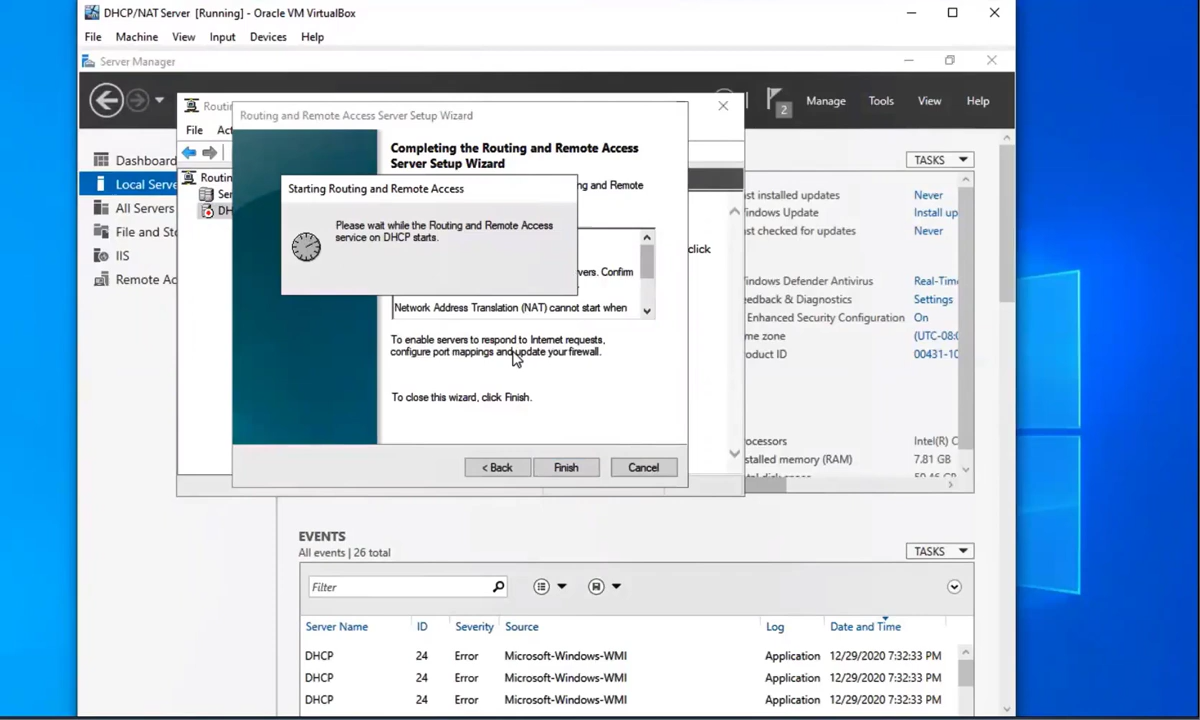 DHCP/NAT Server [Running] - Oracle VM VirtualBox
File Machine View Input Devices Help
Server Manager
2 Manage Tools View Help
Routing and Remote Access Server Setup Wizard
File
Completing the Routing and Remote Access
Server Setup Wizard
ng and Remote
Starting Routing and Remote Access
Please wait while the Routing and Remote Access
service on DHCP starts.
vers. Confirm
Network Address Translation (NAT) cannot start when
To enable servers to respond to Internet requests,
configure port mappings and update your firewall.
To close this wizard, click Finish.
< Back Finish Cancel
click
Dashboard
Local Serve
All Servers
File and Sto
IIS
Remote Ac
TASKS
st installed updates Never
indows Update Install up
st checked for updates Never
indows Defender Antivirus Real-Time
edback & Diagnostics Settings
Enhanced Security Configuration On
me zone (UTC-08:0
oduct ID 00431-10
ocessors Intel(R) C
stalled memory (RAM) 7.81 GB
EVENTS
All events | 26 total
TASKS
Filter
Server Name ID Severity Source Log Date and Time
DHCP 24 Error Microsoft-Windows-WMI Application 12/29/2020 7:32:33 PM
DHCP 24 Error Microsoft-Windows-WMI Application 12/29/2020 7:32:33 PM
DHCP 24 Error Microsoft-Windows-WMI Application 12/29/2020 7:32:33 PM